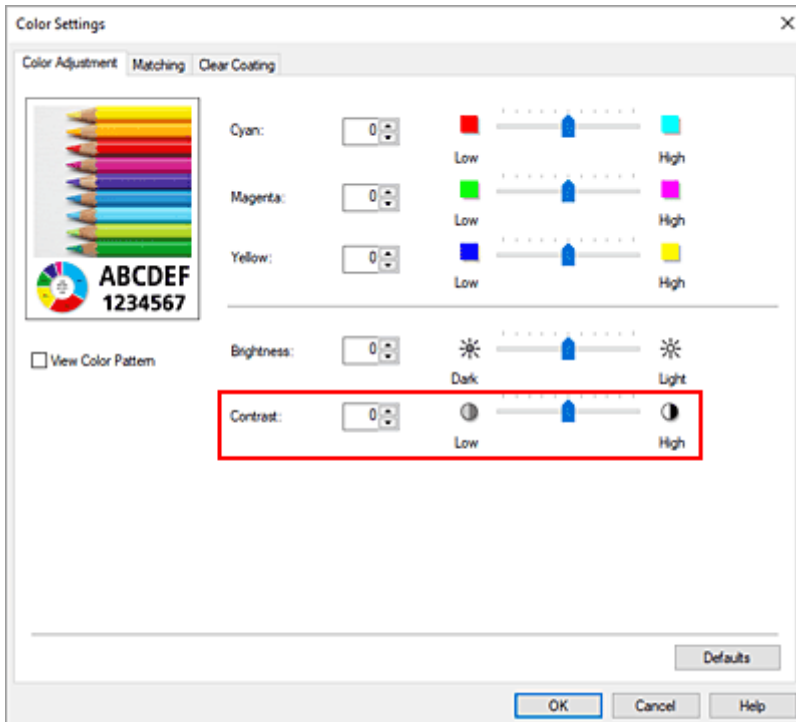 Color Settings
Color Adjustment Matching Clear Coating
ABCDEF
1234567
View Color Pattern
Cyan: 0
Low High
Magenta: 0
Low High
Yellow: 0
Low High
Brightness: 0
Dark Light
Contrast: 0
Low High
Defaults
OK Cancel Help